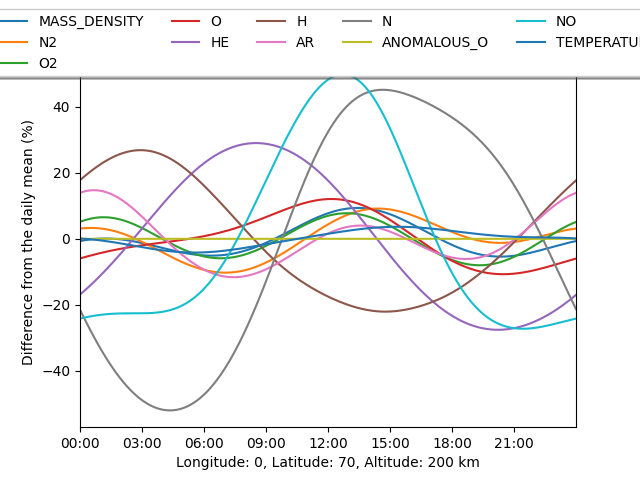 MASS_DENSITY O H N NO
N2 HE AR ANOMALOUS_O TEMPERATU
O2
40
20
0
−20
−40
Difference from the daily mean (%)
00:00 03:00 06:00 09:00 12:00 15:00 18:00 21:00
Longitude: 0, Latitude: 70, Altitude: 200 km